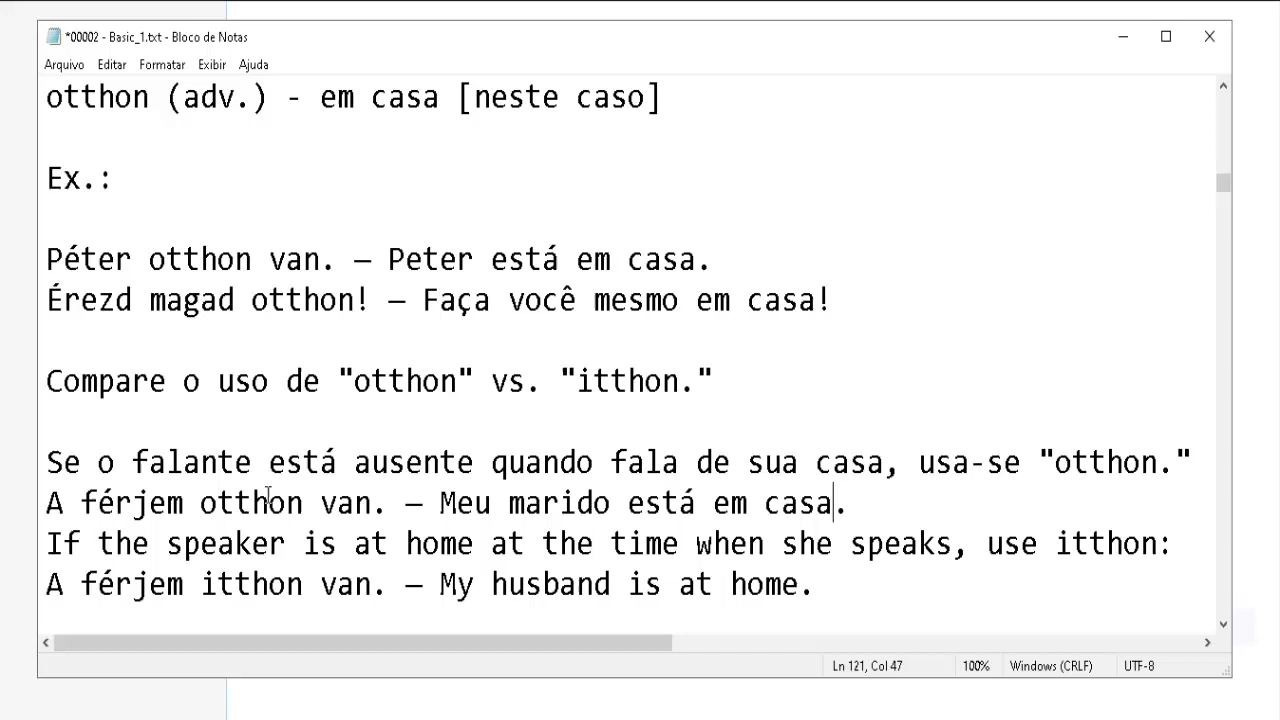 *00002 - Basic_1.txt - Bloco de Notas
Arquivo Editar Formatar Exibir Ajuda
otthon (adv.) - em casa [neste caso]
Ex.:
Péter otthon van. — Peter está em casa.
Érezd magad otthon! — Faça você mesmo em casa!
Compare o uso de "otthon" vs. "itthon."
Se o falante está ausente quando fala de sua casa, usa-se "otthon."
A férjem otthon van. — Meu marido está em casa.
If the speaker is at home at the time when she speaks, use itthon:
A férjem itthon van. — My husband is at home.
Ln 121, Col 47 100% Windows (CRLF) UTF-8